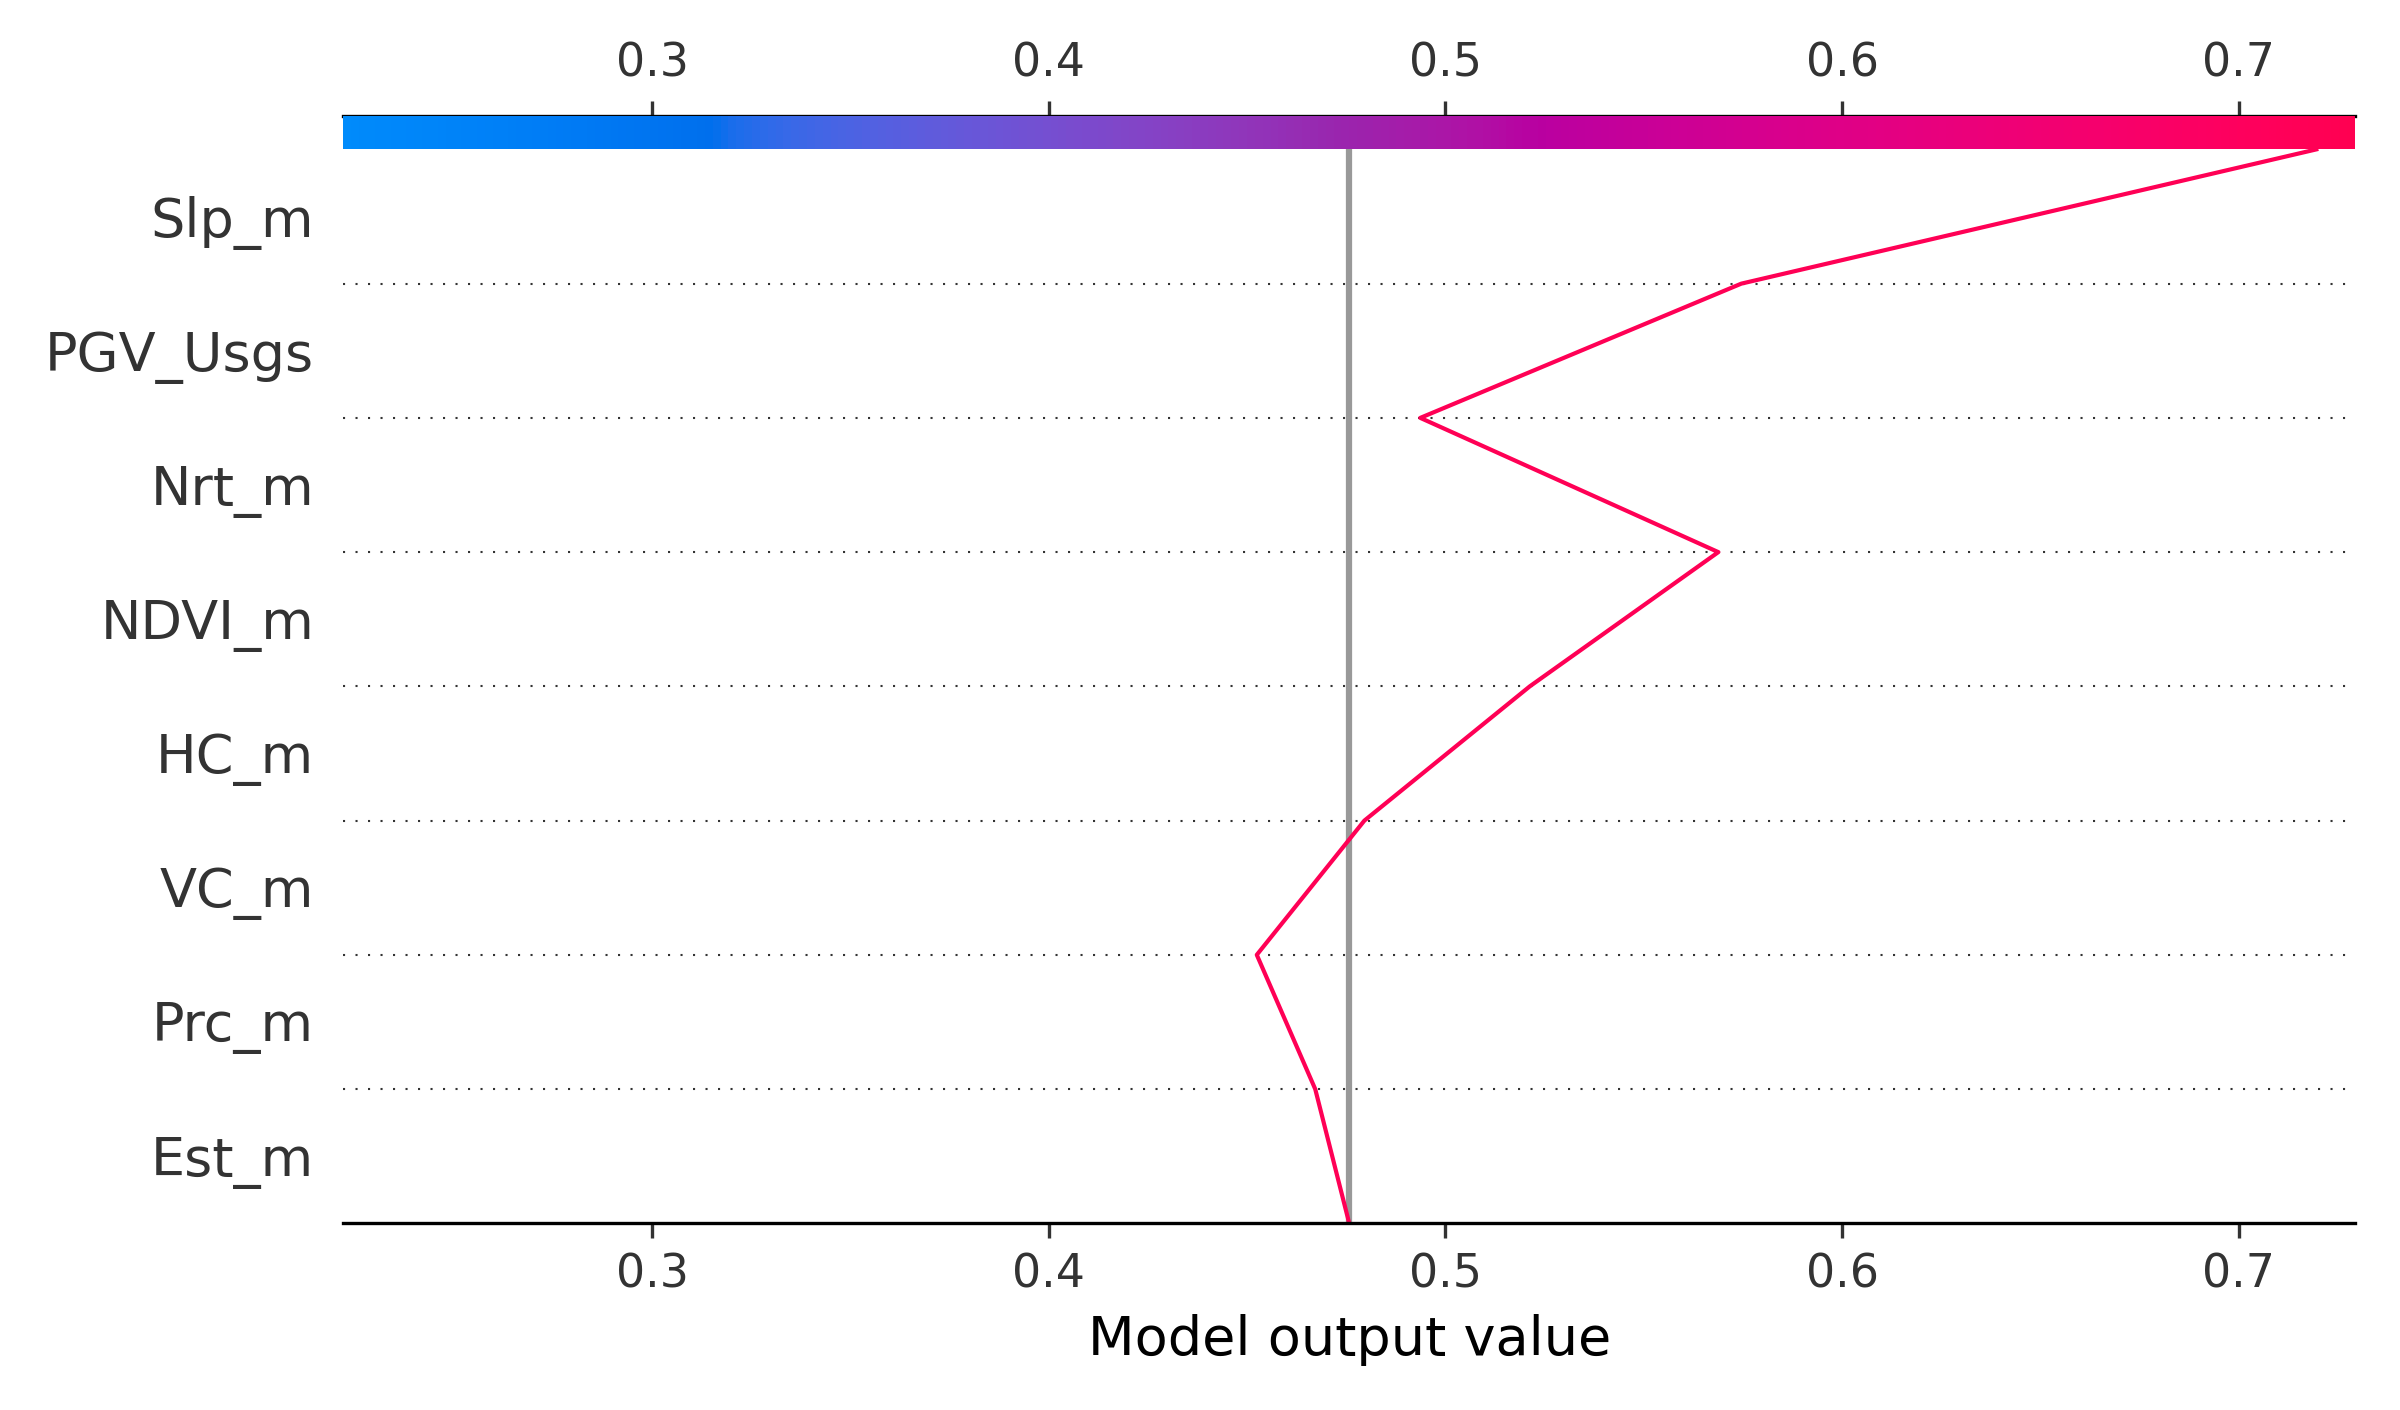 0.3 0.4 0.5 0.6 0.7
Slp_m
PGV_Usgs
Nrt_m
NDVI_m
HC_m
VC_m
Prc_m
Est_m
0.3 0.4 0.5 0.6 0.7
Model output value